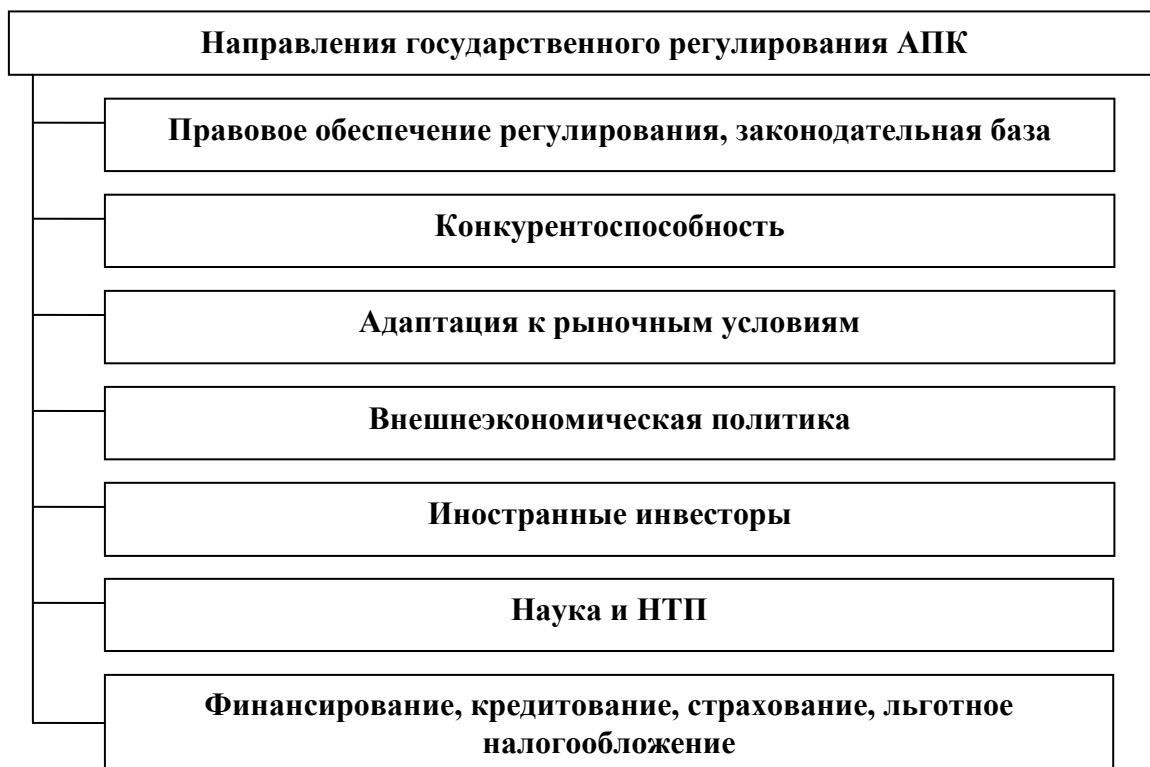 Направления государственного регулирования АПК
Правовое обеспечение регулирования, законодательная база
Конкурентоспособность
Адаптация к рыночным условиям
Внешнеэкономическая политика
Иностранные инвесторы
Наука и НТП
Финансирование, кредитование, страхование, льготное
налогообложение